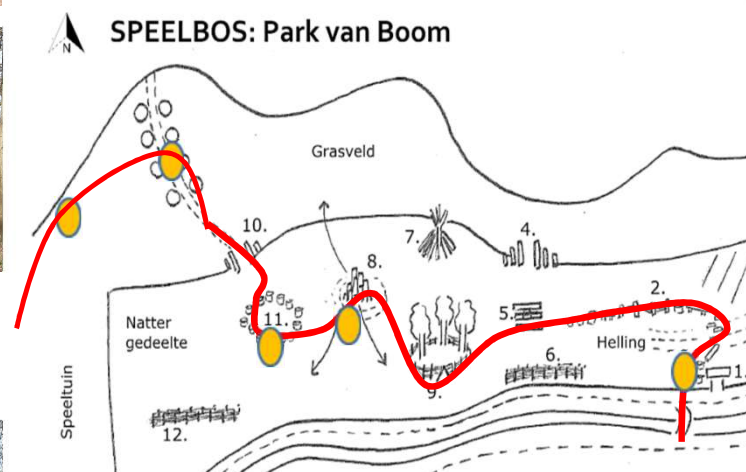 SPEELBOS: Park van Boom
N
Grasveld
10.
7.
4.
8.
2.
11.
5.
Natter
gedeelte
Helling
6.
1.
9.
12.
Speeltuin